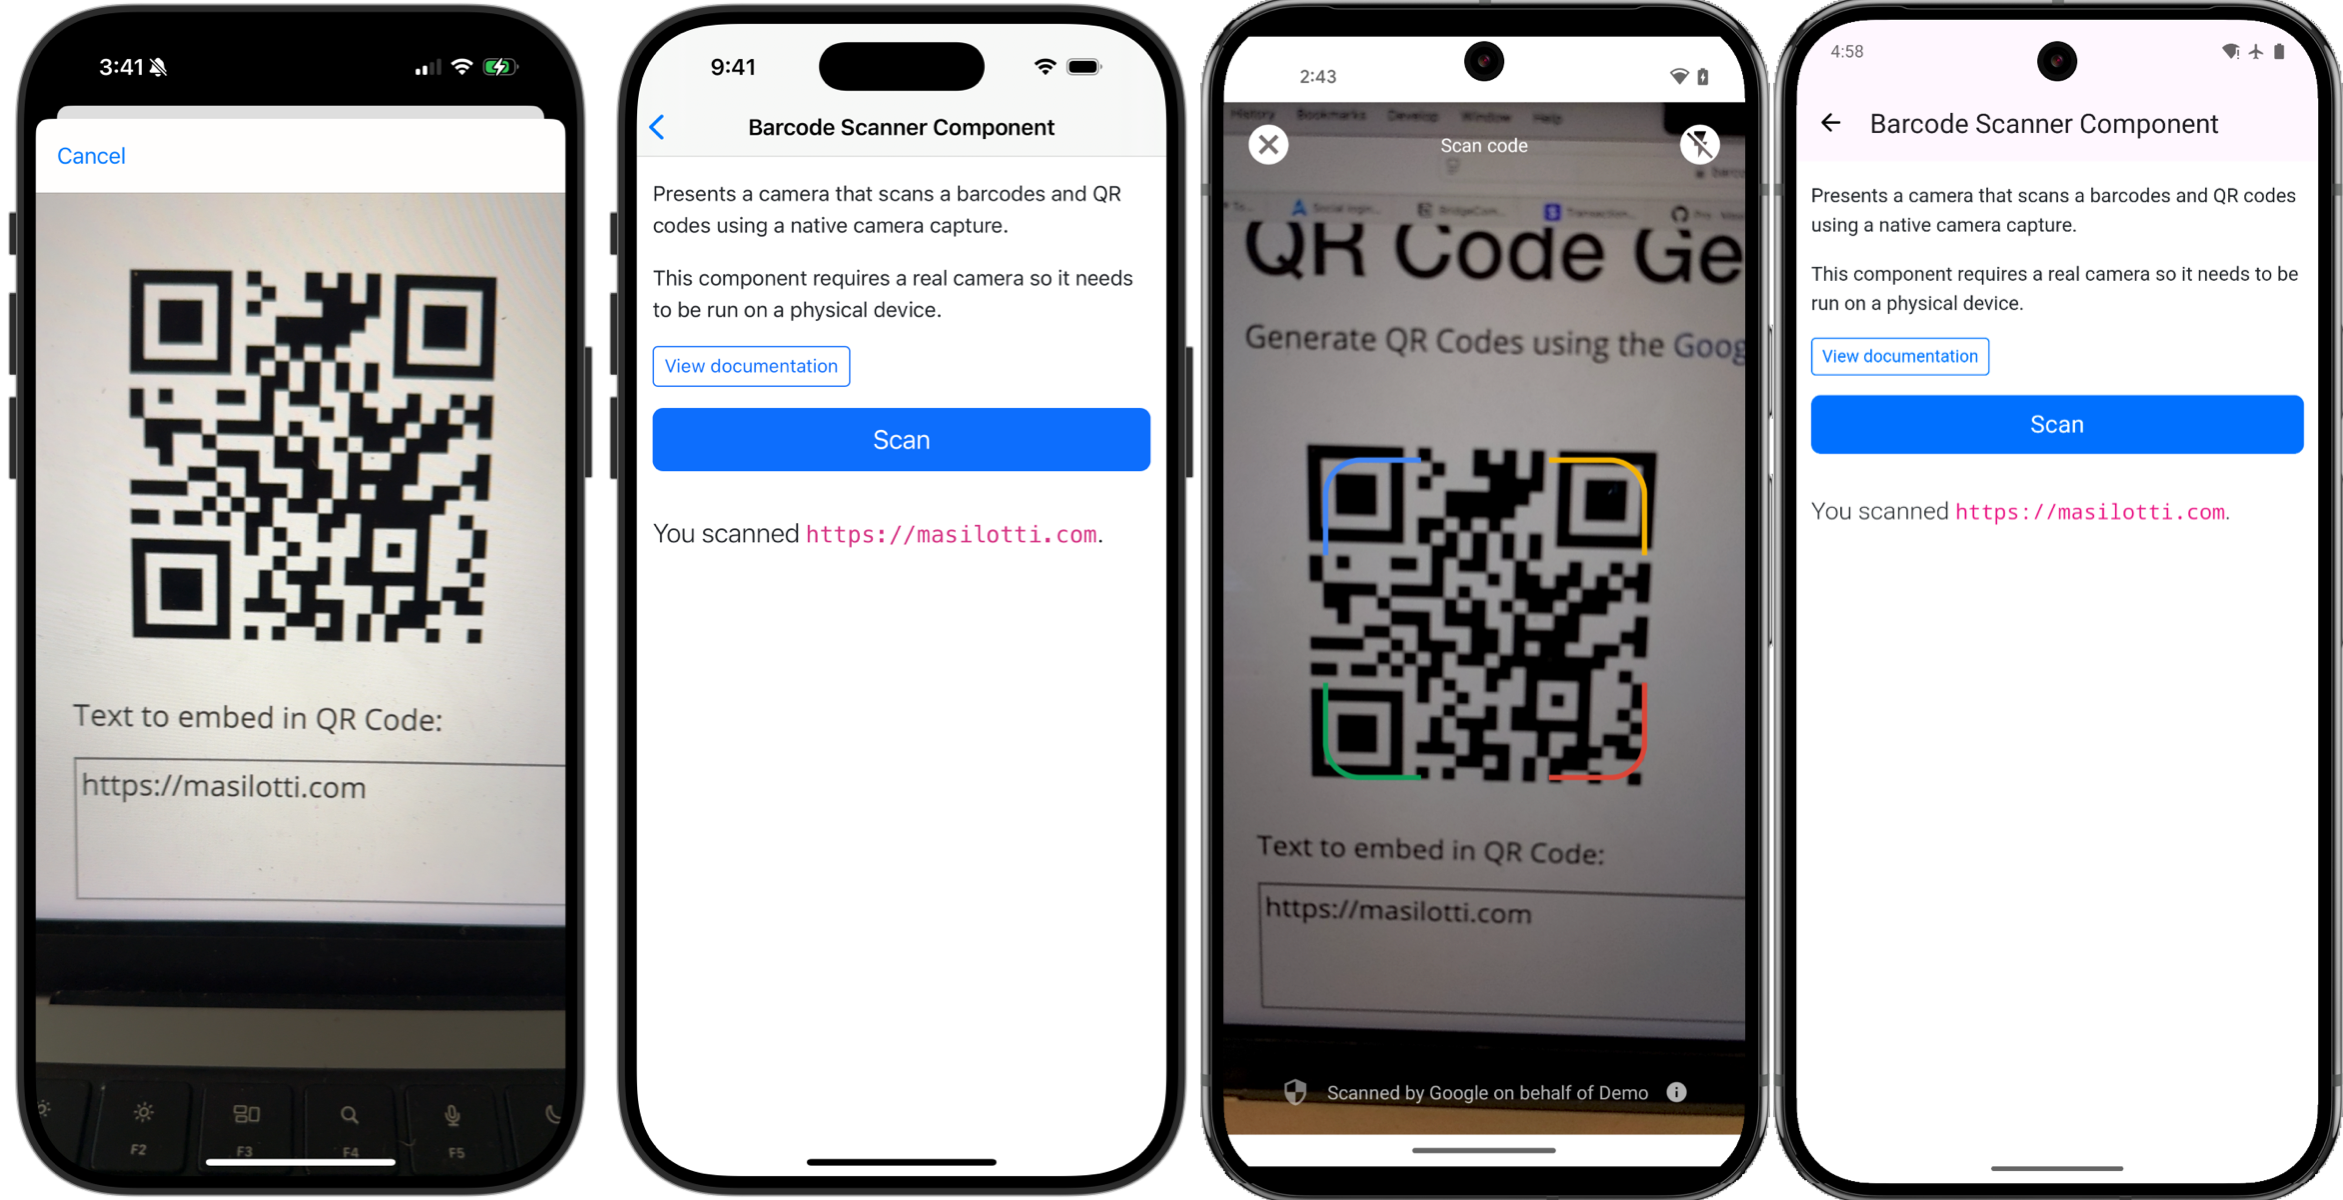 3:41
Cancel
Text to embed in QR Code:
https://masilotti.com
F2
F3
F4
F5
9:41
Barcode Scanner Component
Presents a camera that scans a barcodes and QR
codes using a native camera capture.
This component requires a real camera so it needs
to be run on a physical device.
View documentation
Scan
You scanned https://masilotti.com.
2:43
History Bookmarks Develop Window Help
Scan code
QR Code Ge
Generate QR Codes using the Goog
Text to embed in QR Code:
https://masilotti.com
Scanned by Google on behalf of Demo
4:58
Barcode Scanner Component
Presents a camera that scans a barcodes and QR codes
using a native camera capture.
This component requires a real camera so it needs to be
run on a physical device.
View documentation
Scan
You scanned https://masilotti.com.